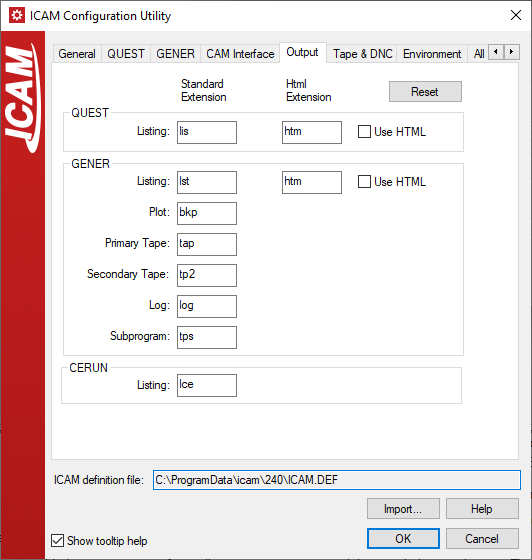 ICAM Configuration Utility
ICAM
General QUEST GENER CAM Interface Output Tape & DNC Environment All
Standard Extension Html Extension Reset
QUEST
Listing: lis htm Use HTML
GENER
Listing: lst htm Use HTML
Plot: bkp
Primary Tape: tap
Secondary Tape: tp2
Log: log
Subprogram: tps
CERUN
Listing: lce
ICAM definition file: C:\ProgramData\icam\240\ICAM.DEF
Import... Help
Show tooltip help OK Cancel